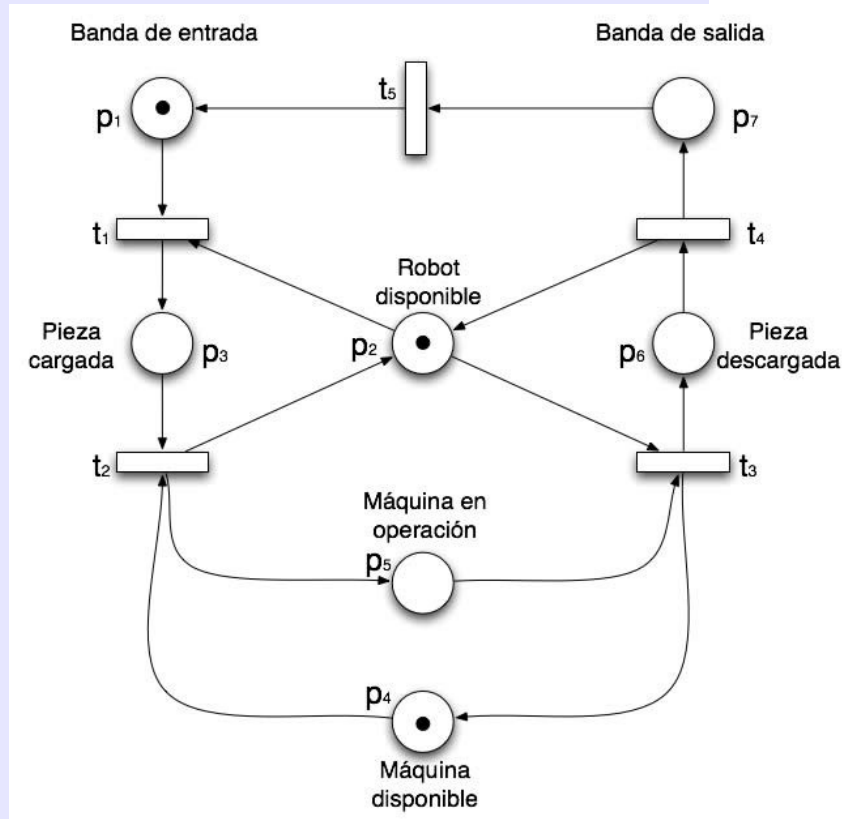 Banda de entrada
Banda de salida
t5
p1
p7
t1
t4
Robot
disponible
Pieza
cargada
p3
p2
p6
Pieza
descargada
t2
t3
Máquina en
operación
p5
p4
Máquina
disponible